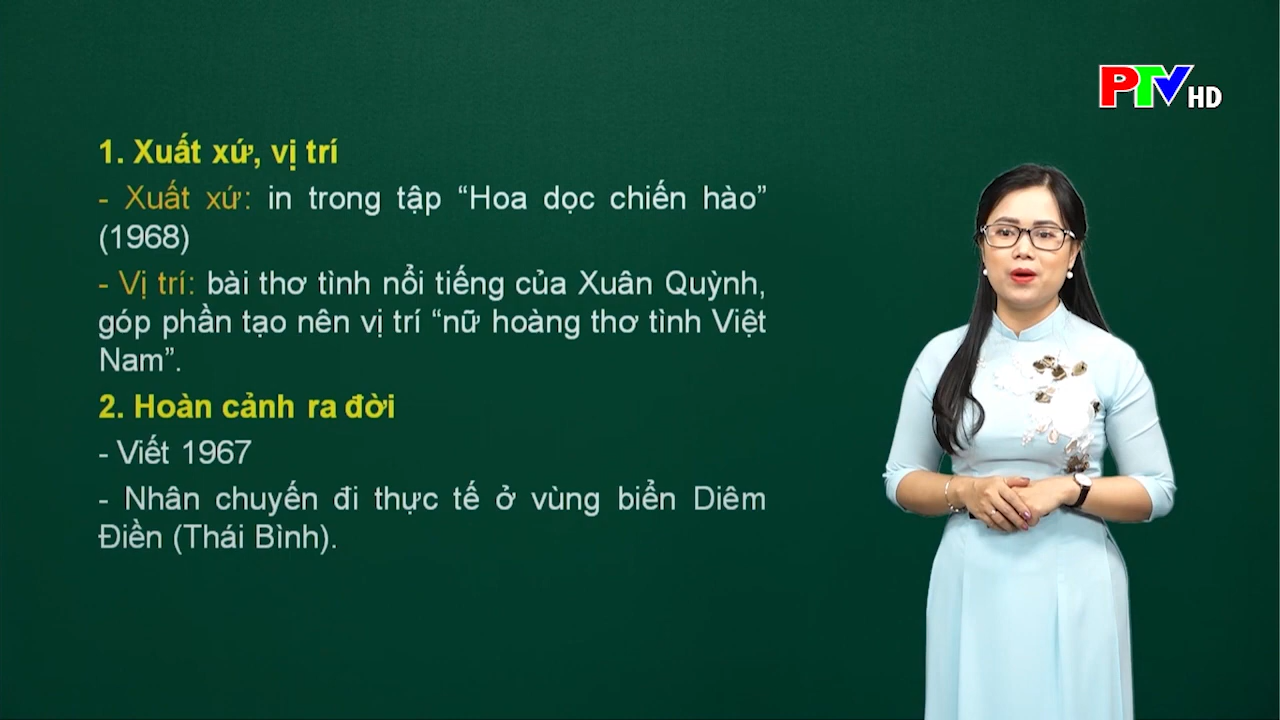 PTV HD
1. Xuất xứ, vị trí
- Xuất xứ: in trong tập “Hoa dọc chiến hào”
(1968)
- Vị trí: bài thơ tình nổi tiếng của Xuân Quỳnh,
góp phần tạo nên vị trí “nữ hoàng thơ tình Việt
Nam”.
2. Hoàn cảnh ra đời
- Viết 1967
- Nhân chuyến đi thực tế ở vùng biển Diêm
Điền (Thái Bình).